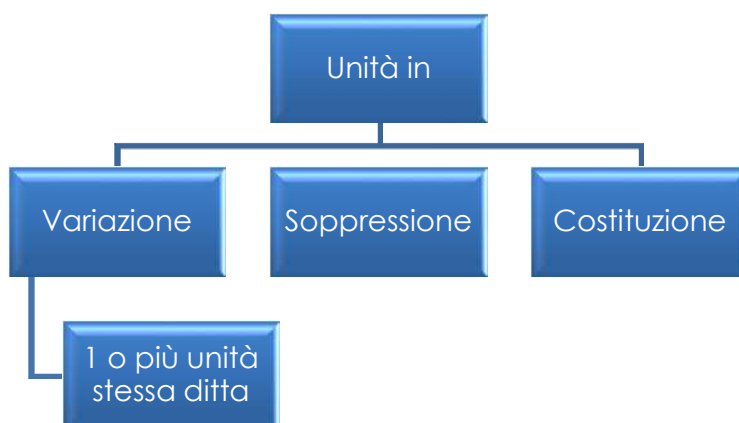 Unità in
Variazione
Soppressione
Costituzione
1 o più unità
stessa ditta